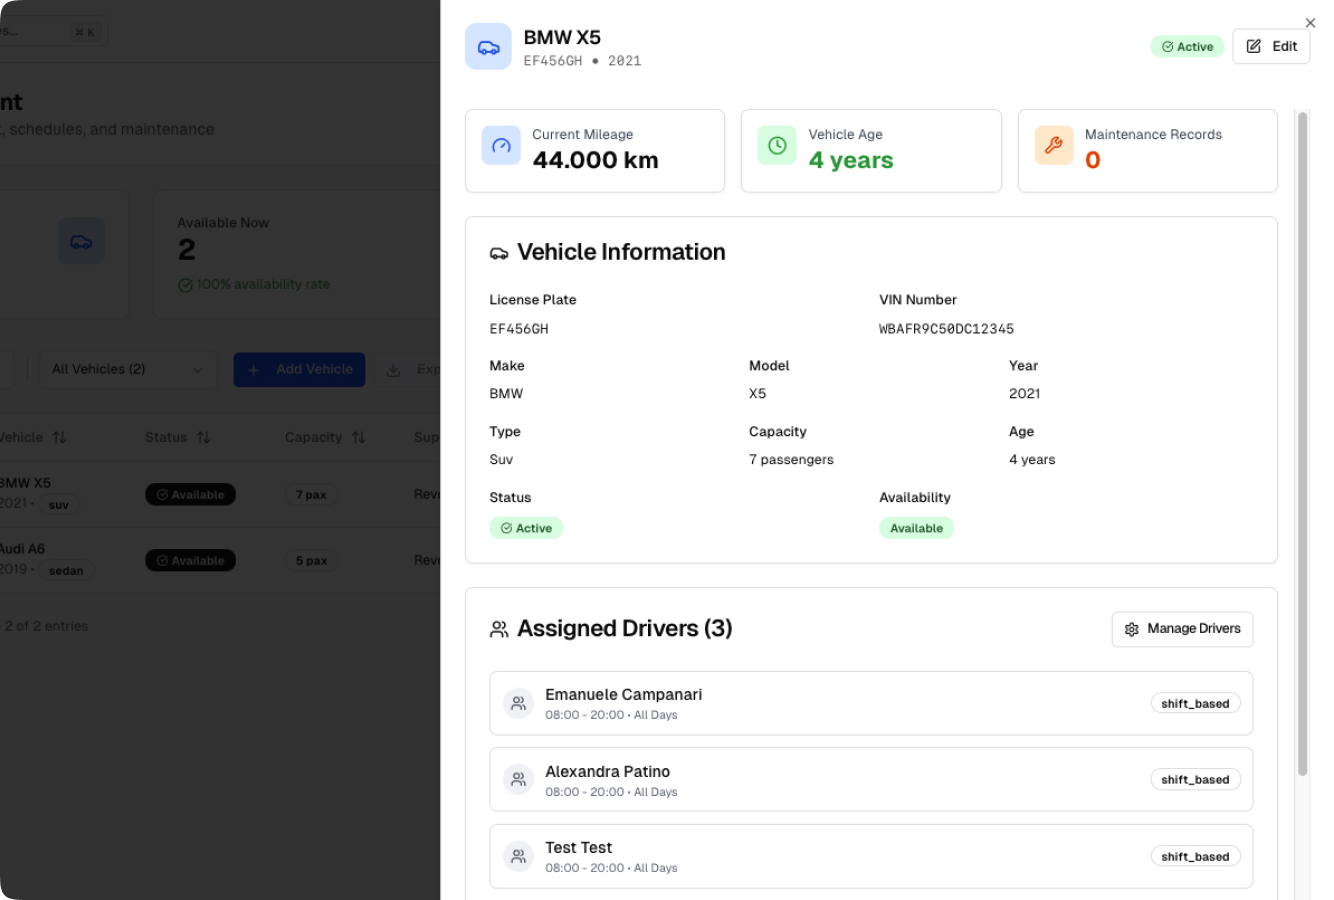 s...
⌘ K
nt
, schedules, and maintenance
Available Now
2
100% availability rate
All Vehicles (2)
Add Vehicle
Exp
Vehicle
Status
Capacity
Sup
BMW X5
2021 •
suv
Available
7 pax
Reve
Audi A6
2019 •
sedan
Available
5 pax
Reve
2 of 2 entries
BMW X5
EF456GH • 2021
Active
Edit
Current Mileage
44.000 km
Vehicle Age
4 years
Maintenance Records
0
Vehicle Information
License Plate
VIN Number
EF456GH
WBAFR9C50DC12345
Make
Model
Year
BMW
X5
2021
Type
Capacity
Age
Suv
7 passengers
4 years
Status
Availability
Active
Available
Assigned Drivers (3)
Manage Drivers
Emanuele Campanari
08:00 - 20:00 • All Days
shift_based
Alexandra Patino
08:00 - 20:00 • All Days
shift_based
Test Test
08:00 - 20:00 • All Days
shift_based